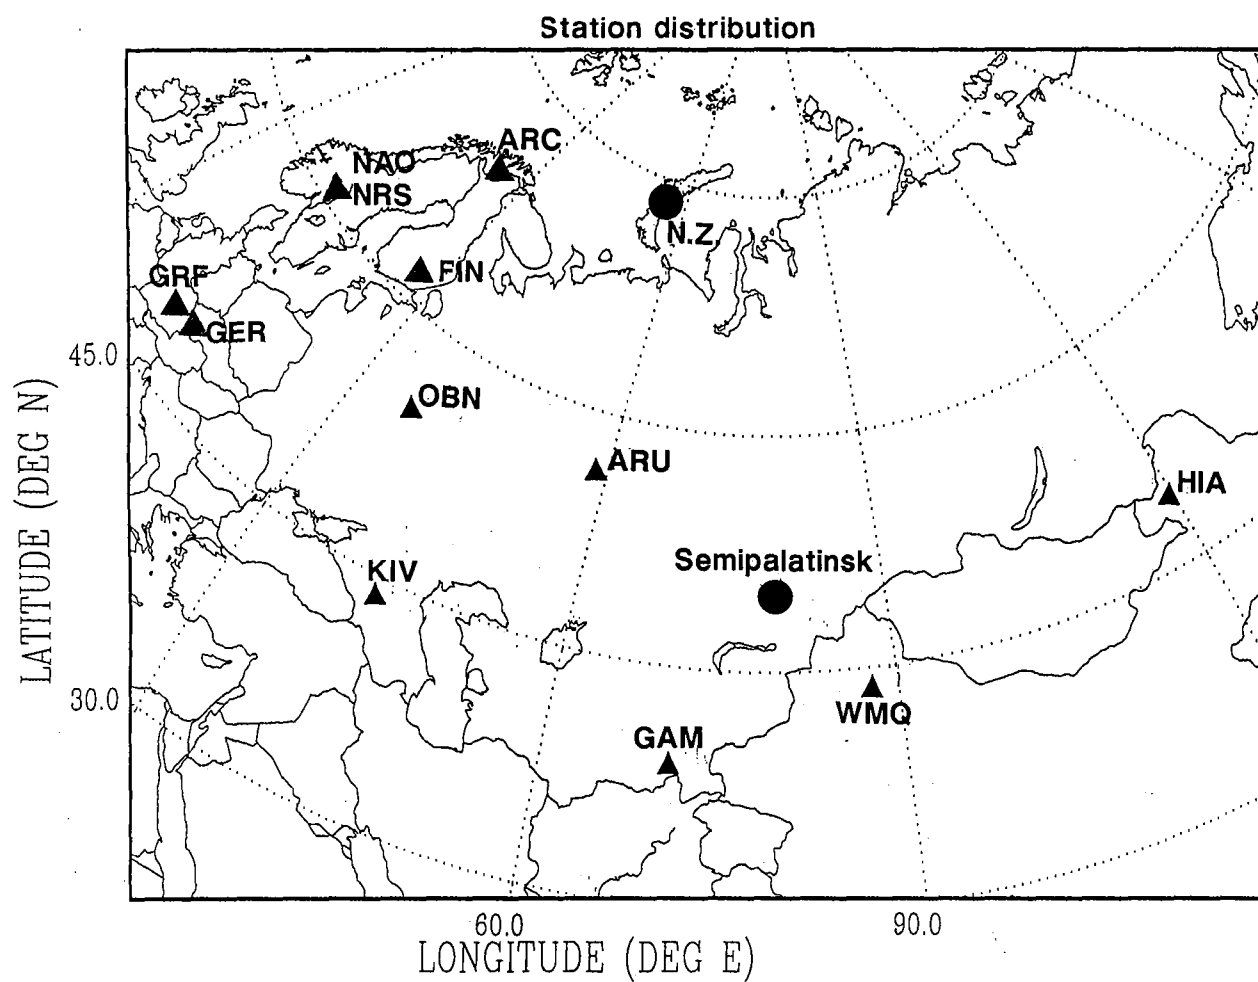 Station distribution
ARC
NAO
NRS
N.Z.
GRF
FIN
GER
45.0
OBN
ARU
HIA
Semipalatinsk
KIV
LATITUDE (DEG N)
30.0
WMQ
GAM
60.0
90.0
LONGITUDE (DEG E)